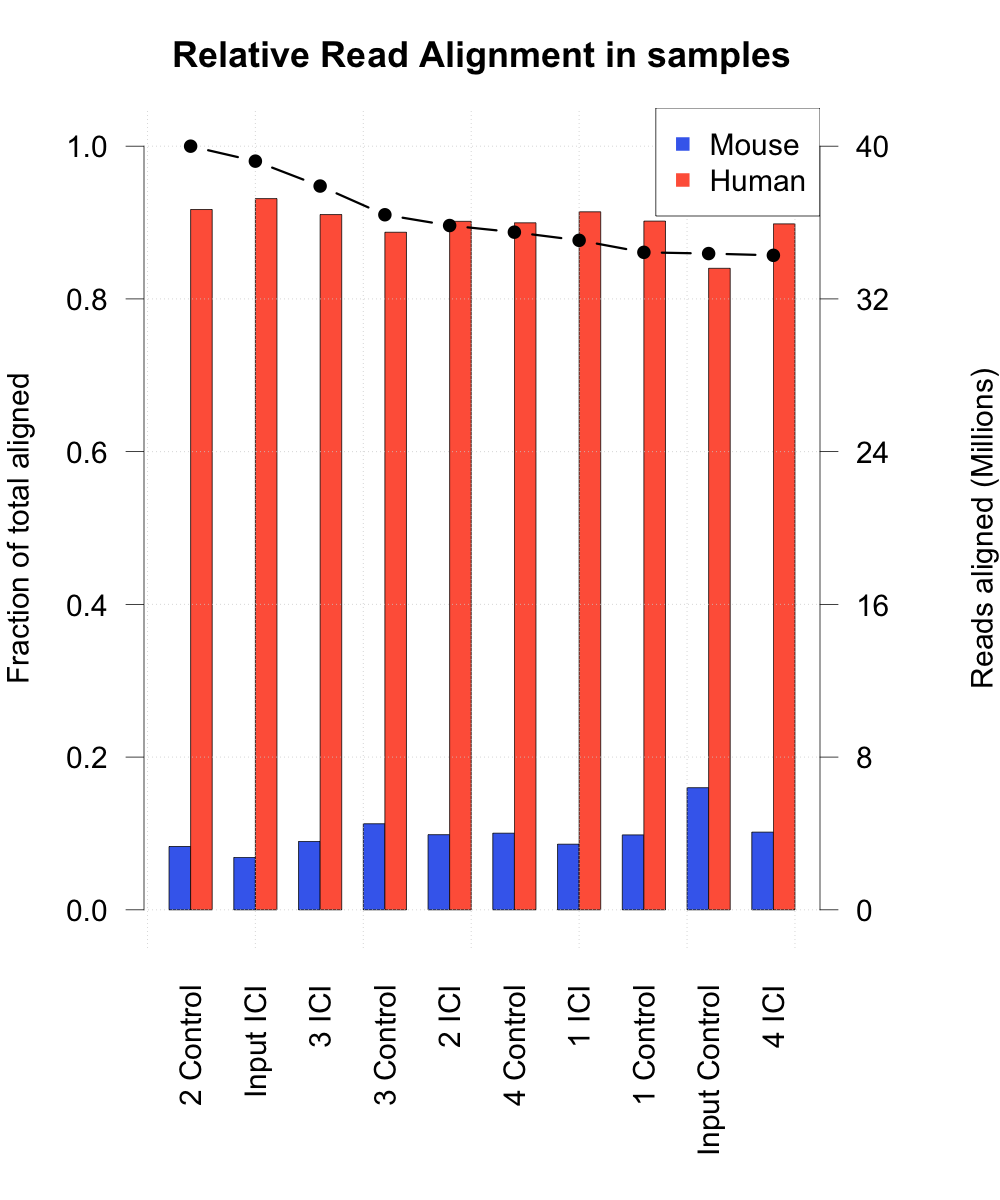 Relative Read Alignment in samples
Mouse
Human
1.0
0.8
0.6
0.4
0.2
0.0
Fraction of total aligned
40
32
24
16
8
0
Reads aligned (Millions)
2 Control
Input ICI
3 ICI
3 Control
2 ICI
4 Control
1 ICI
1 Control
Input Control
4 ICI